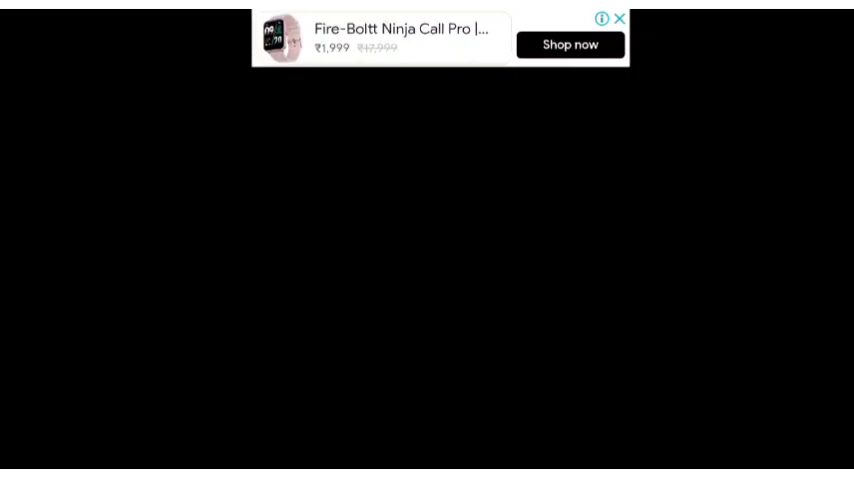 Fire-Boltt Ninja Call Pro |...
₹1,999 ₹17,999
Shop now